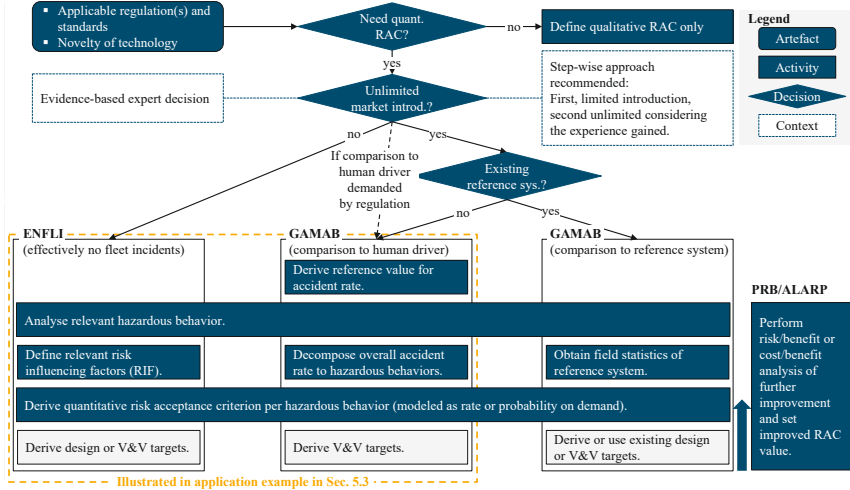 ▪ Applicable regulation(s) and
standards
▪ Novelty of technology
Need quant.
RAC?
no
Define qualitative RAC only
Legend
Artefact
Activity
Decision
Context
yes
Evidence-based expert decision
Unlimited
market introd.?
Step-wise approach
recommended:
First, limited introduction,
second unlimited considering
the experience gained.
no
yes
If comparison to
human driver
demanded
by regulation
Existing
reference sys.?
no
yes
ENFLI
(effectively no fleet incidents)
GAMAB
(comparison to human driver)
GAMAB
(comparison to reference system)
Derive reference value for
accident rate.
Analyse relevant hazardous behavior.
Define relevant risk
influencing factors (RIF).
Decompose overall accident
rate to hazardous behaviors.
Obtain field statistics of
reference system.
Derive quantitative risk acceptance criterion per hazardous behavior (modeled as rate or probability on demand).
Derive design or V&V targets.
Derive V&V targets.
Derive or use existing design
or V&V targets.
PRB/ALARP
Perform
risk/benefit or
cost/benefit
analysis of
further
improvement
and set
improved RAC
value.
Illustrated in application example in Sec. 5.3